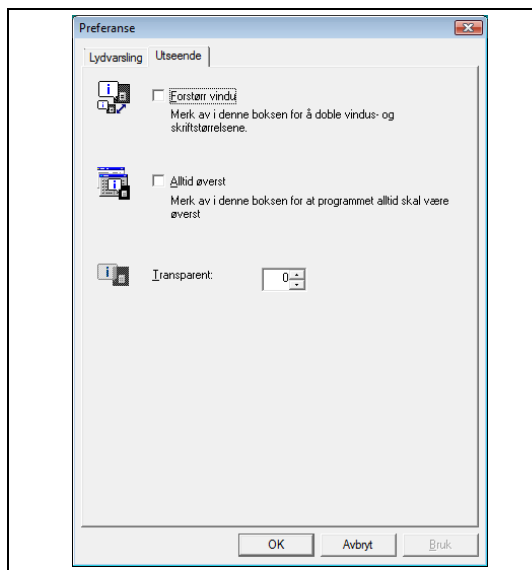 Preferanse
Lydvarsling Utseende
Forstørr vindu
Merk av i denne boksen for å doble vindus- og
skriftstørrelsene.
Alltid øverst
Merk av i denne boksen for at programmet alltid skal være
øverst
Transparent: 0
OK Avbryt Bruk